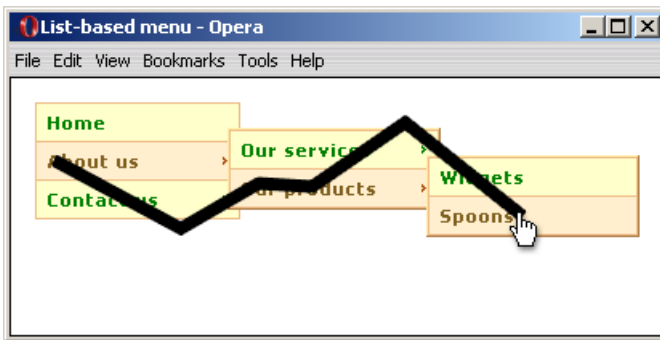 List-based menu - Opera
File Edit View Bookmarks Tools Help
Home
About us
Contact us
Our services
Our products
Widgets
Spoons